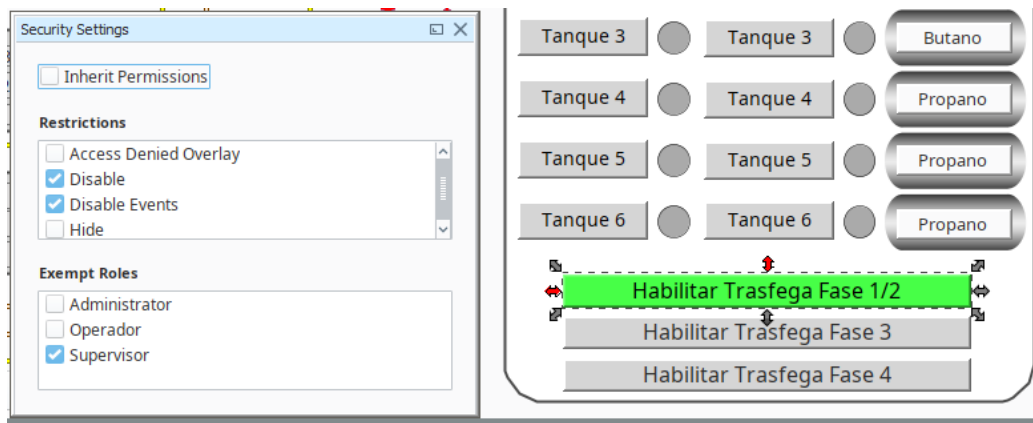 Security Settings
Inherit Permissions
Restrictions
Access Denied Overlay
Disable
Disable Events
Hide
Exempt Roles
Administrator
Operador
Supervisor
Tanque 3 Tanque 3 Butano
Tanque 4 Tanque 4 Propano
Tanque 5 Tanque 5 Propano
Tanque 6 Tanque 6 Propano
Habilitar Trasfega Fase 1/2
Habilitar Trasfega Fase 3
Habilitar Trasfega Fase 4